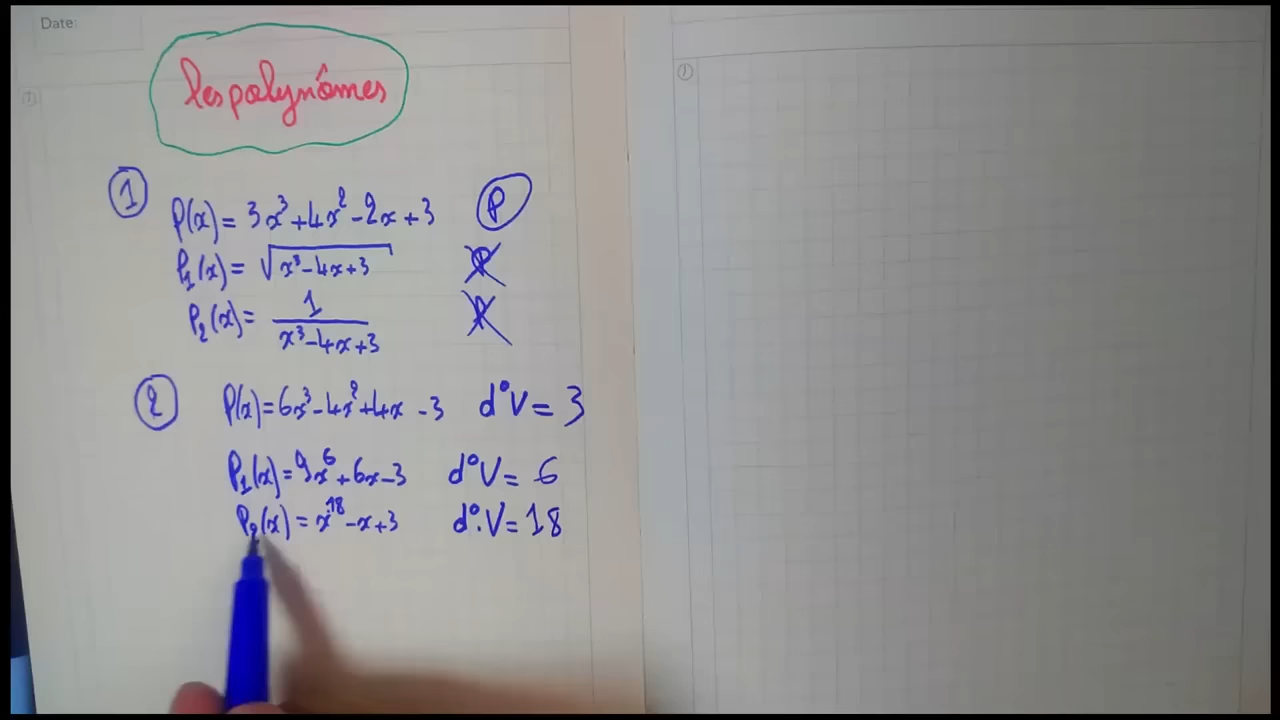 Date:
les polynômes
1
P(x) = 3x³ + 4x² - 2x + 3 P
P₁(x) = √(x³ - 4x + 3) P
P₂(x) = 1/(x³ - 4x + 3) P
2
P(x) = 6x³ - 4x² + 4x - 3 d°V = 3
P₁(x) = 9x⁶ + 6x - 3 d°V = 6
P₂(x) = x¹⁸ - x + 3 d°.V = 18